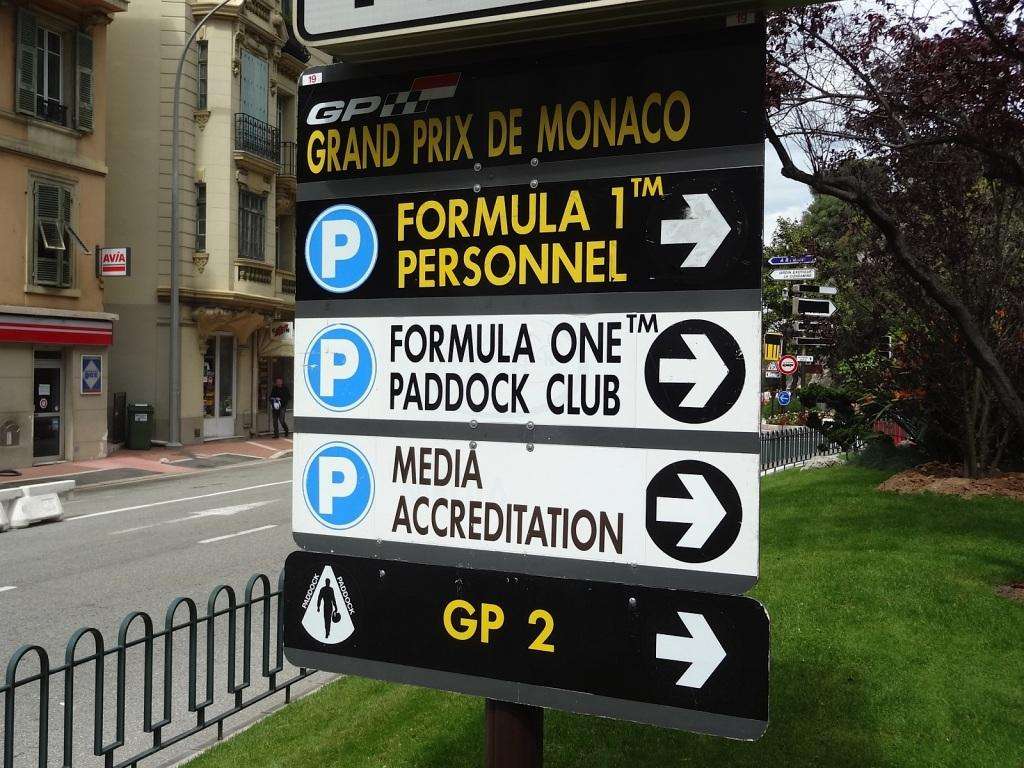 19
19
GP
GRAND PRIX DE MONACO
P
FORMULA 1™
PERSONNEL
P
FORMULA ONE™
PADDOCK CLUB
P
MEDIA
ACCREDITATION
PADDOCK PADDOCK
GP 2
AVIA